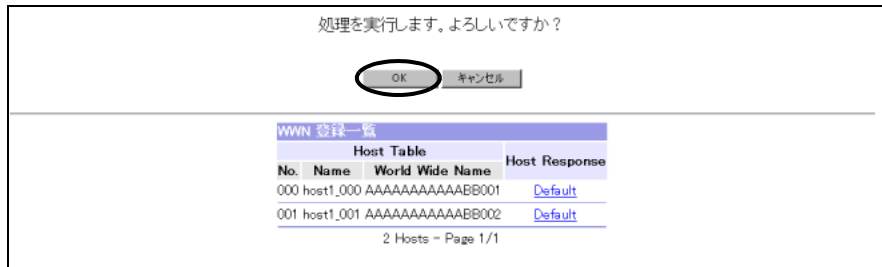 処理を実行します。よろしいですか？
OK キャンセル
WWN 登録一覧
Host Table Host Response
No. Name World Wide Name
000 host1_000 AAAAAAAAAAAABB001 Default
001 host1_001 AAAAAAAAAAAABB002 Default
2 Hosts - Page 1/1